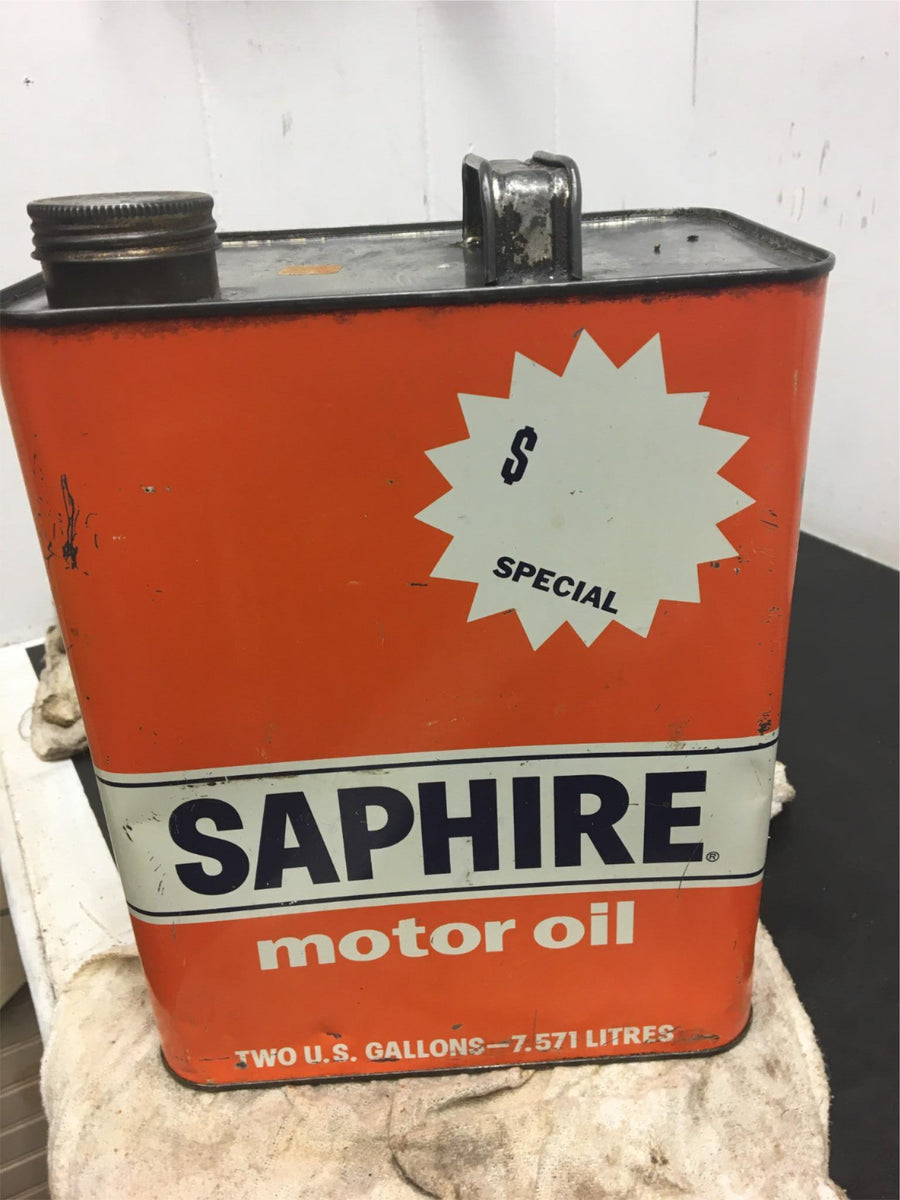 $
SPECIAL
SAPHIRE®
motor oil
TWO U.S. GALLONS—7.571 LITRES